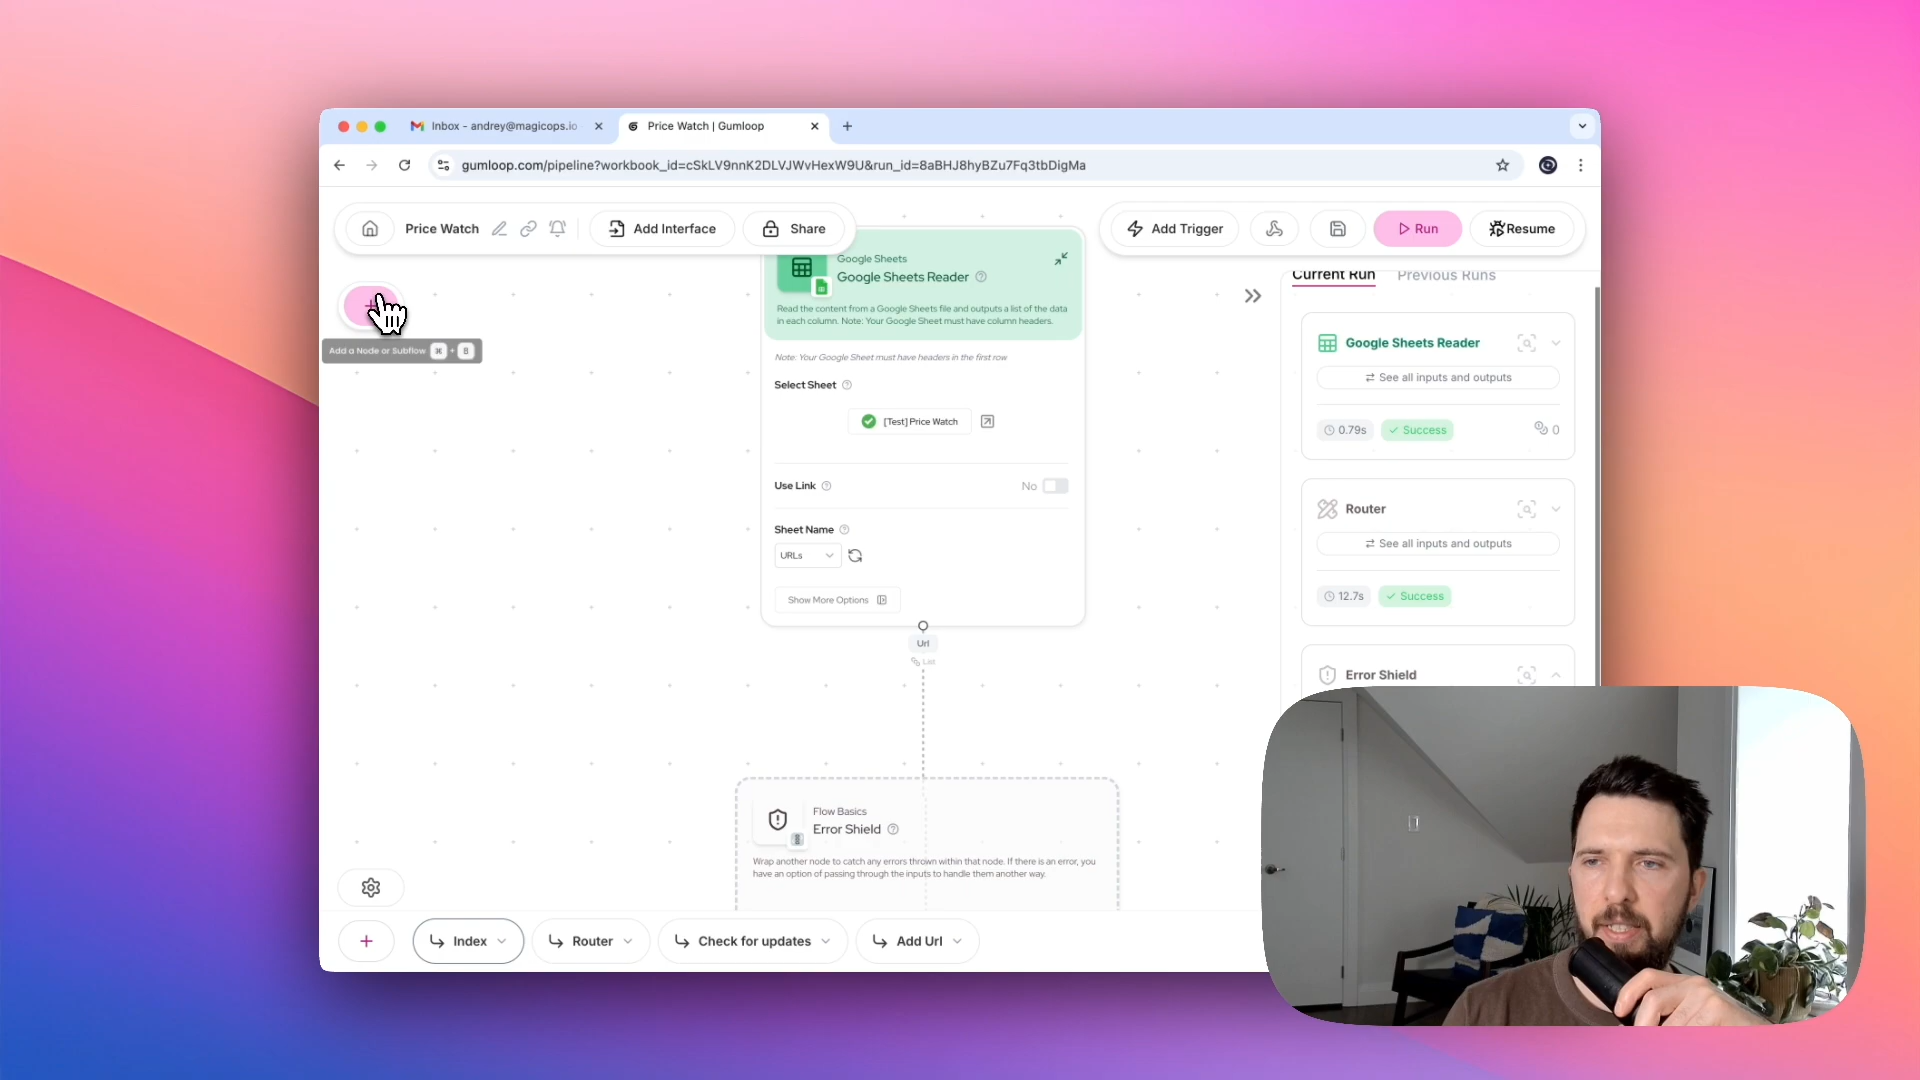 Inbox - andrey@magicops.io
Price Watch | Gumloop
gumloop.com/pipeline?workbook_id=cSkLV9nnK2DLVJWvHexW9U&run_id=8aBHJ8hyBZu7Fq3tbDigMa
Price Watch
Add Interface
Share
Add Trigger
Run
Resume
Add a Node or Subflow ⌘ + B
Google Sheets
Google Sheets Reader
Read the content from a Google Sheets file and outputs a list of the data
in each column. Note: Your Google Sheet must have column headers.
Note: Your Google Sheet must have headers in the first row
Select Sheet
[Test] Price Watch
Use Link
No
Sheet Name
URLs
Show More Options
Url
List
Flow Basics
Error Shield
Wrap another node to catch any errors thrown within that node. If there is an error, you
have an option of passing through the inputs to handle them another way.
Current Run
Previous Runs
Google Sheets Reader
See all inputs and outputs
0.79s
Success
0
Router
See all inputs and outputs
12.7s
Success
Error Shield
Index
Router
Check for updates
Add Url